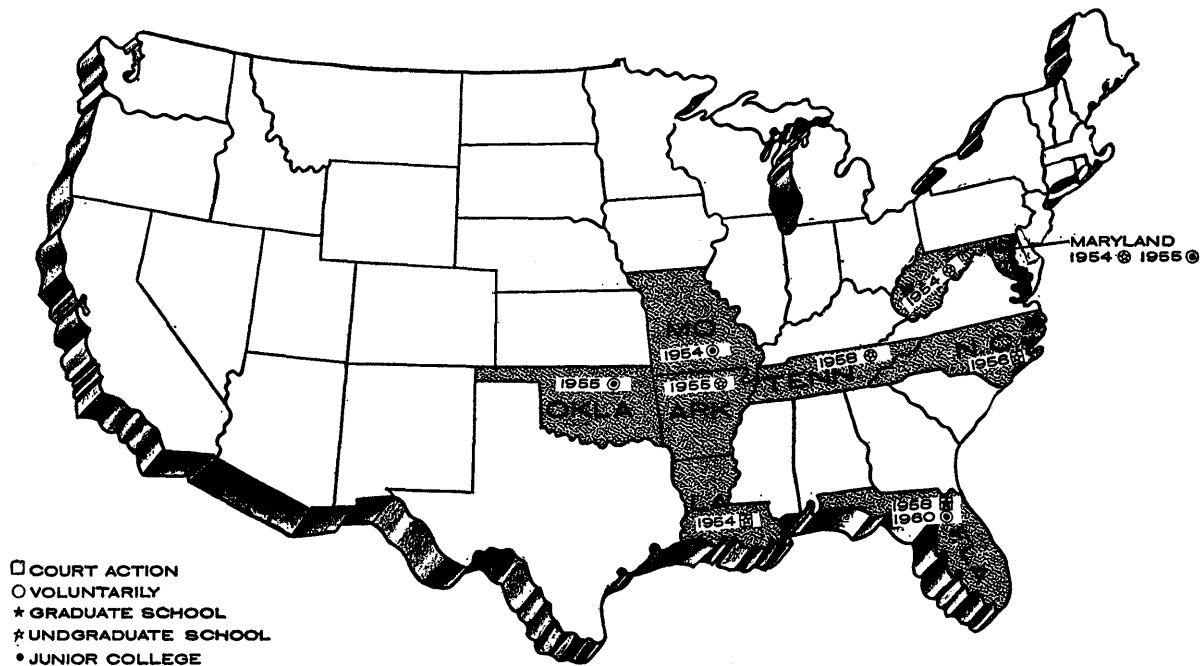 MARYLAND
1954 1955
1954
MO
1954
1958
N.C.
1956
TENN
1955
OKLA
1955
ARK
1958
1960
1954
COURT ACTION
VOLUNTARILY
GRADUATE SCHOOL
UNDGRADUATE SCHOOL
JUNIOR COLLEGE